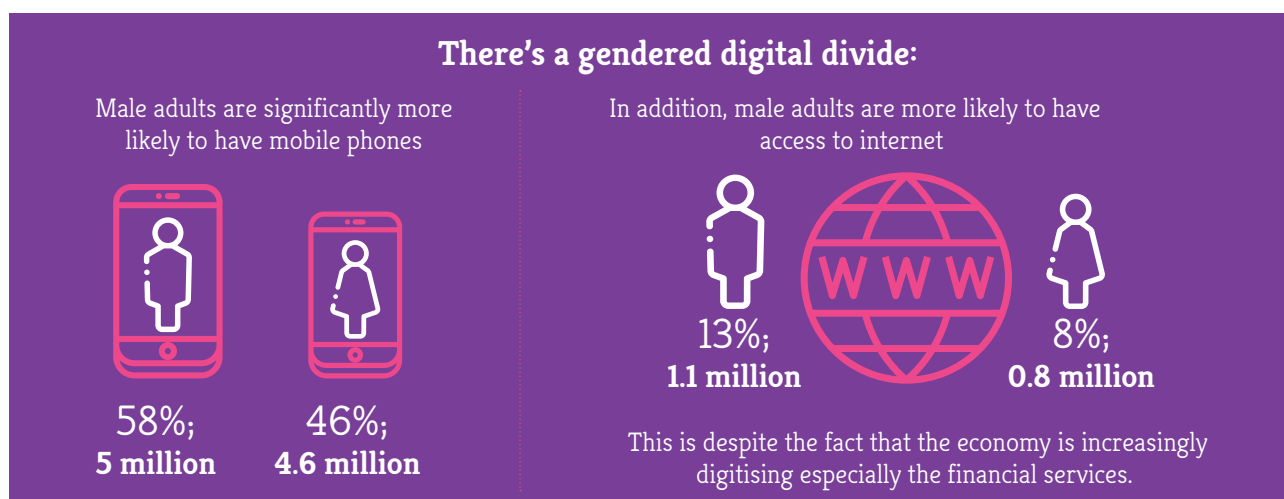 There's a gendered digital divide:
Male adults are significantly more
likely to have mobile phones
58%;
5 million
46%;
4.6 million
In addition, male adults are more likely to have
access to internet
WWW
13%;
1.1 million
8%;
0.8 million
This is despite the fact that the economy is increasingly
digitising especially the financial services.